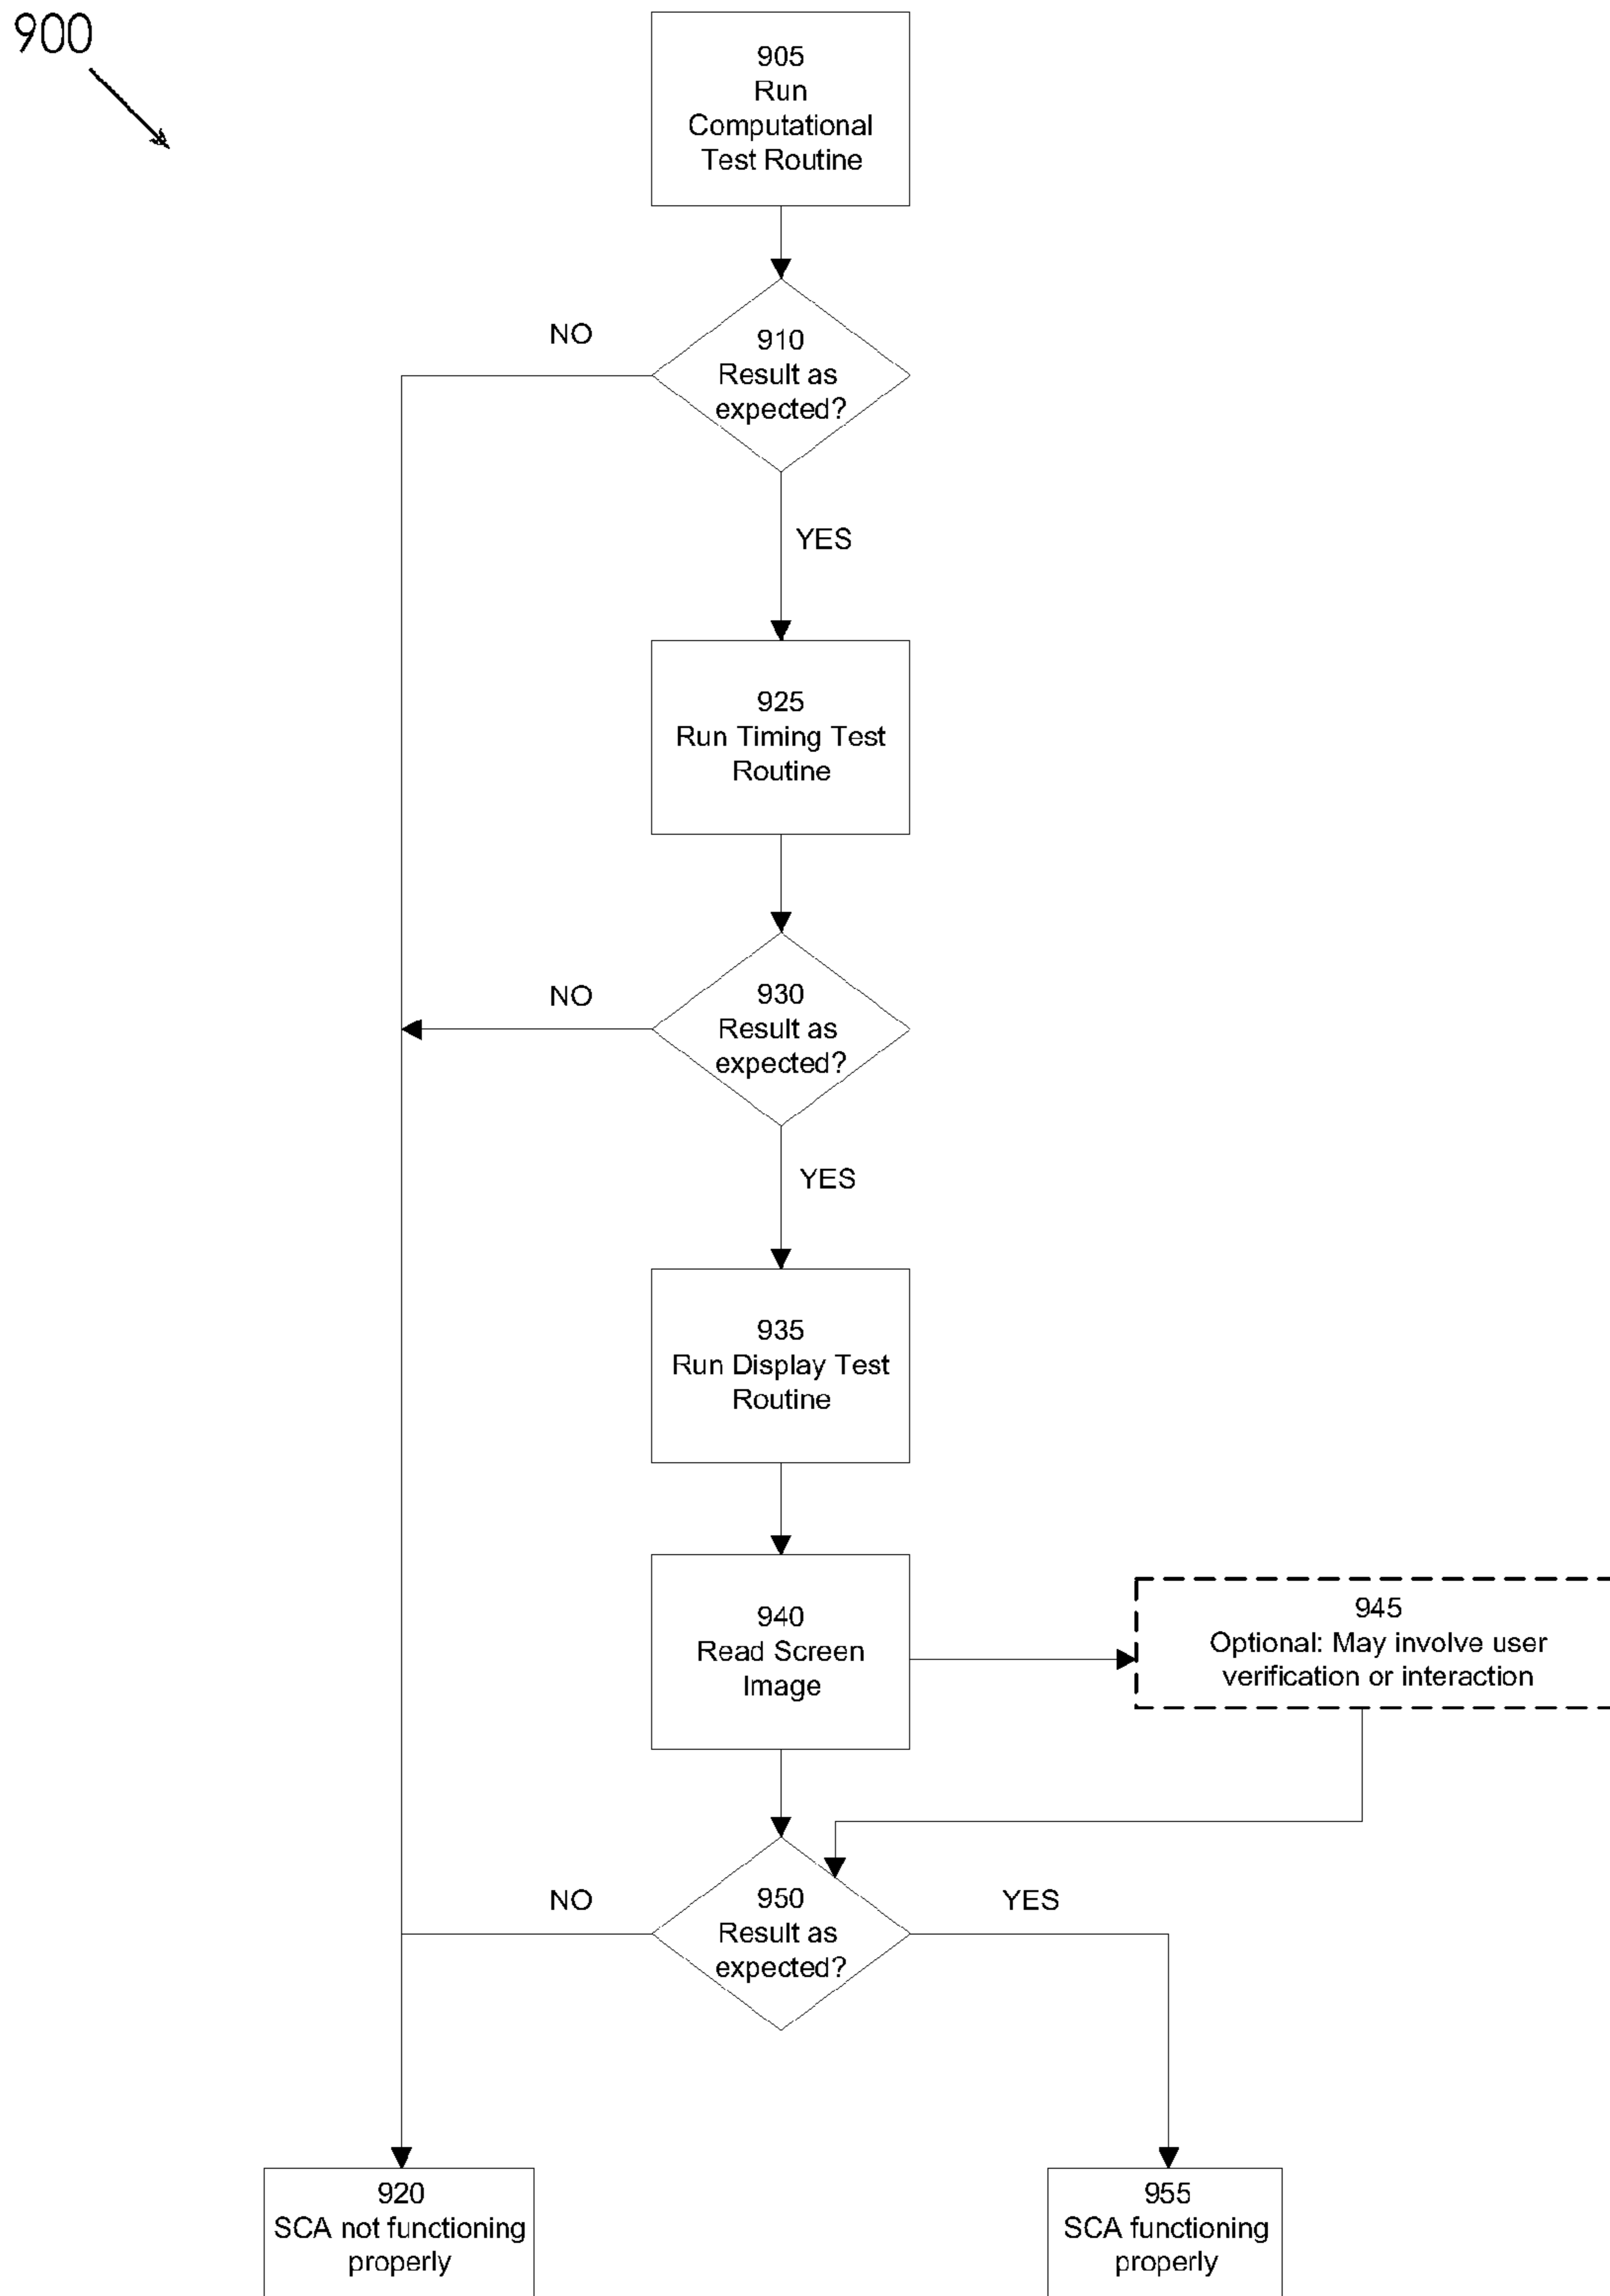 900
905
Run
Computational
Test Routine
910
Result as
expected?
NO
YES
925
Run Timing Test
Routine
930
Result as
expected?
NO
YES
935
Run Display Test
Routine
940
Read Screen
Image
945
Optional: May involve user
verification or interaction
950
Result as
expected?
NO
YES
920
SCA not functioning
properly
955
SCA functioning
properly